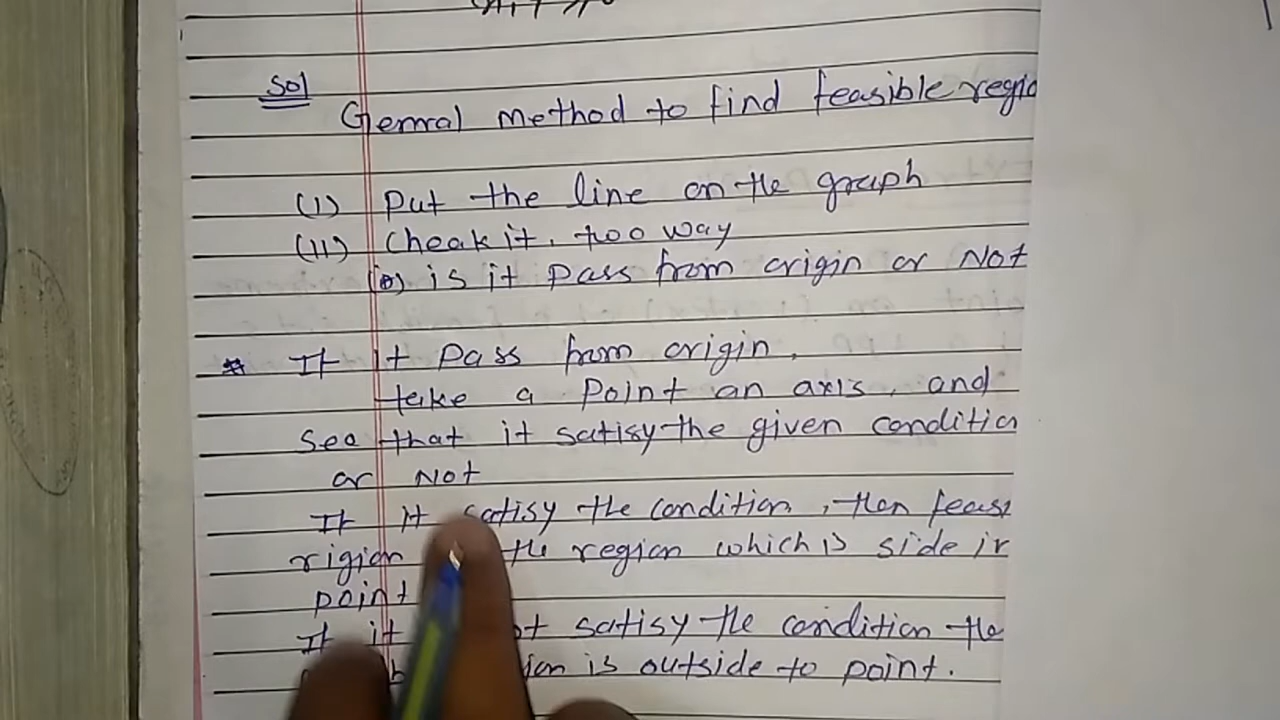 Sol
Genral method to find feasible regio
(I) Put the line on the graph
(II) Cheak it, too way
(a) is it pass from origin or Not
* If it Pass from origin,
take a Point an axis, and
see that it satisy the given conditio
or Not
If it satisy the condition, then feas
rigion the region which is side in
point
If it satisy the condition the
is outside to point.